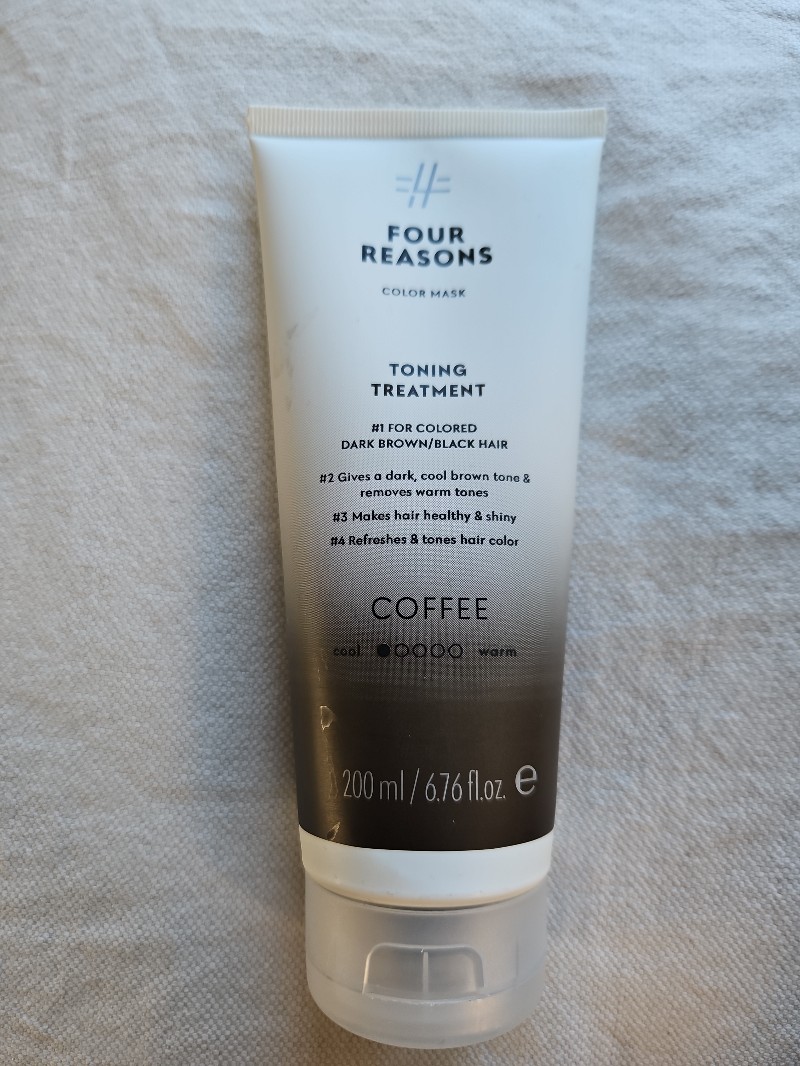 FOUR
REASONS
COLOR MASK
TONING
TREATMENT
#1 FOR COLORED
DARK BROWN/BLACK HAIR
#2 Gives a dark, cool brown tone &
removes warm tones
#3 Makes hair healthy & shiny
#4 Refreshes & tones hair color
COFFEE
cool warm
200 ml / 6.76 fl.oz. e